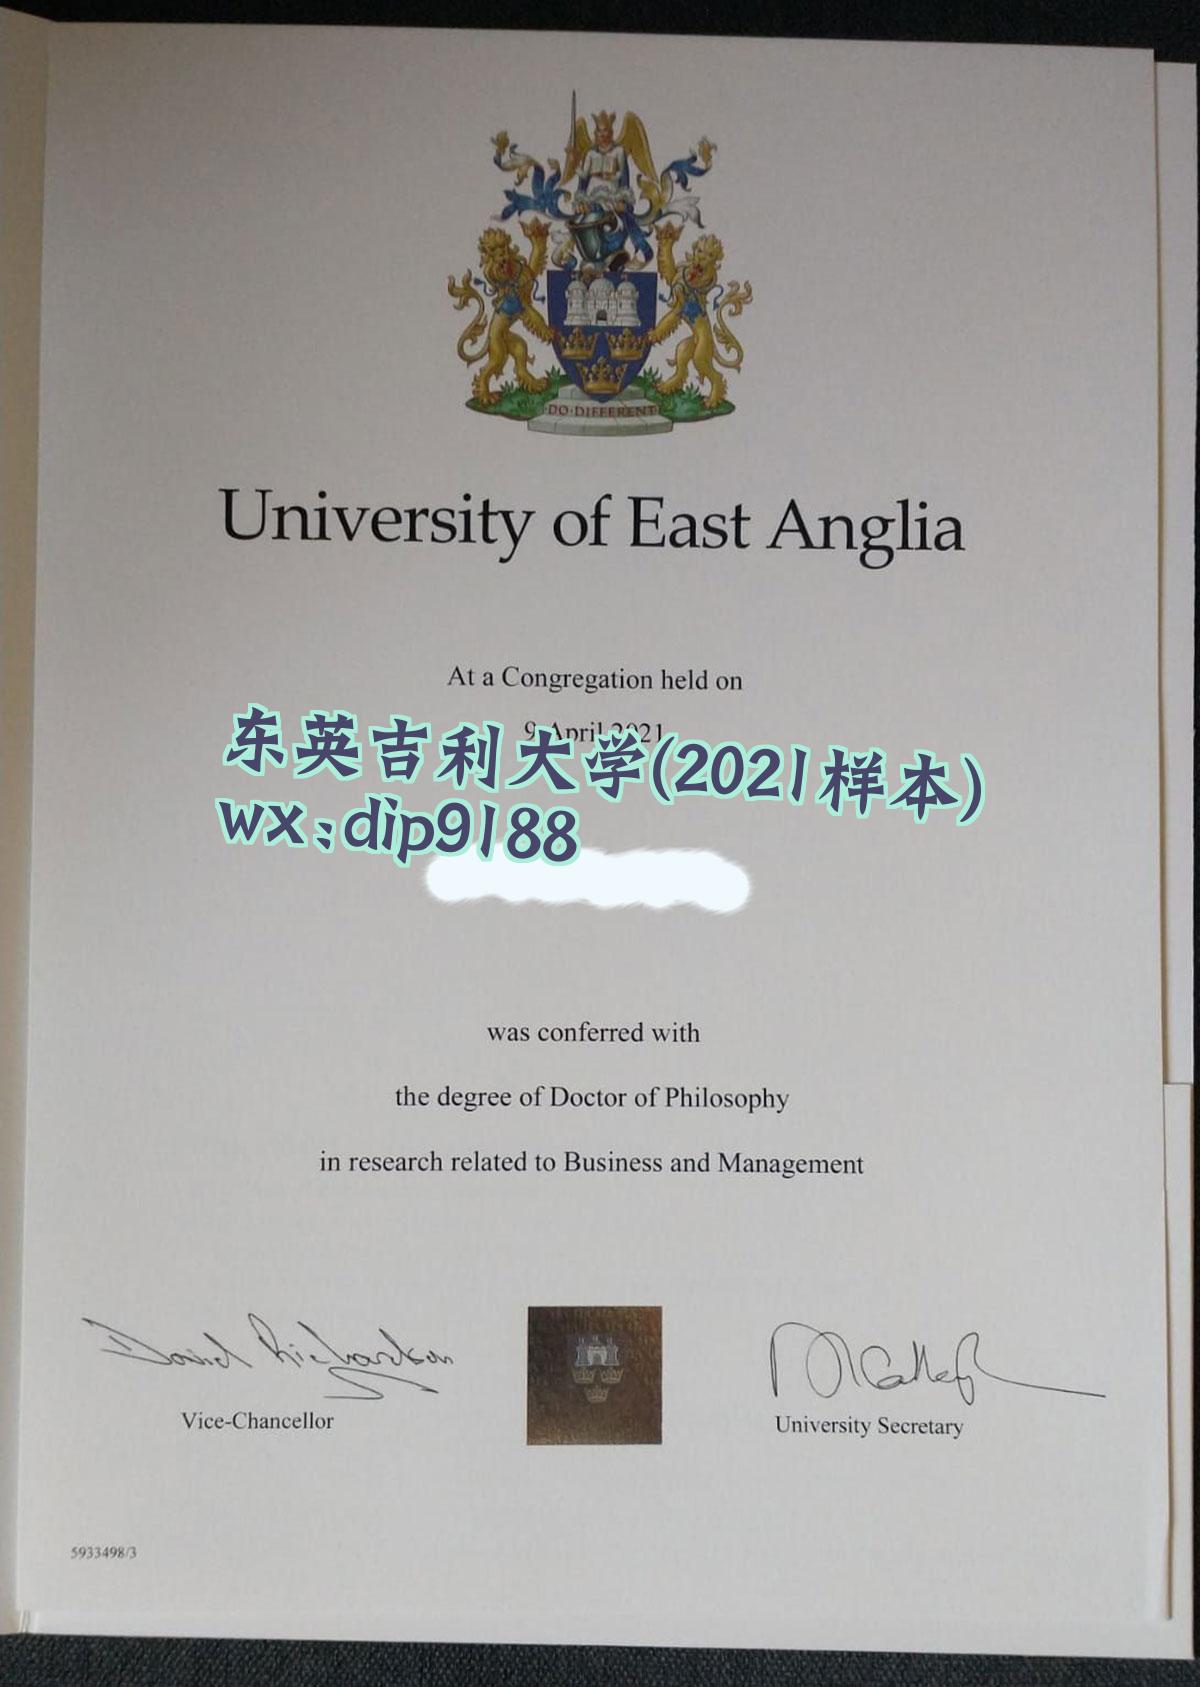 DO·DIFFERENT
University of East Anglia
At a Congregation held on
9 April 2021
东英吉利大学(2021样本)
wx:dip9188
was conferred with
the degree of Doctor of Philosophy
in research related to Business and Management
David Richardson
Vice-Chancellor
University Secretary
5933498/3